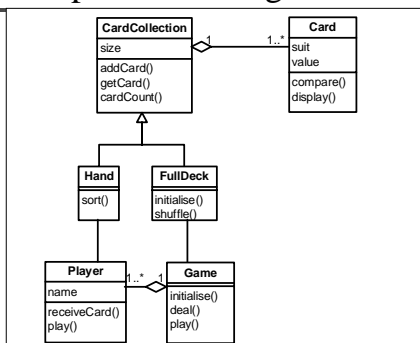 CardCollection
size
addCard()
getCard()
cardCount()
1
1..*
Card
suit
value
compare()
display()
Hand
sort()
FullDeck
initialise()
shuffle()
Player
name
receiveCard()
play()
1..*
1
Game
initialise()
deal()
play()